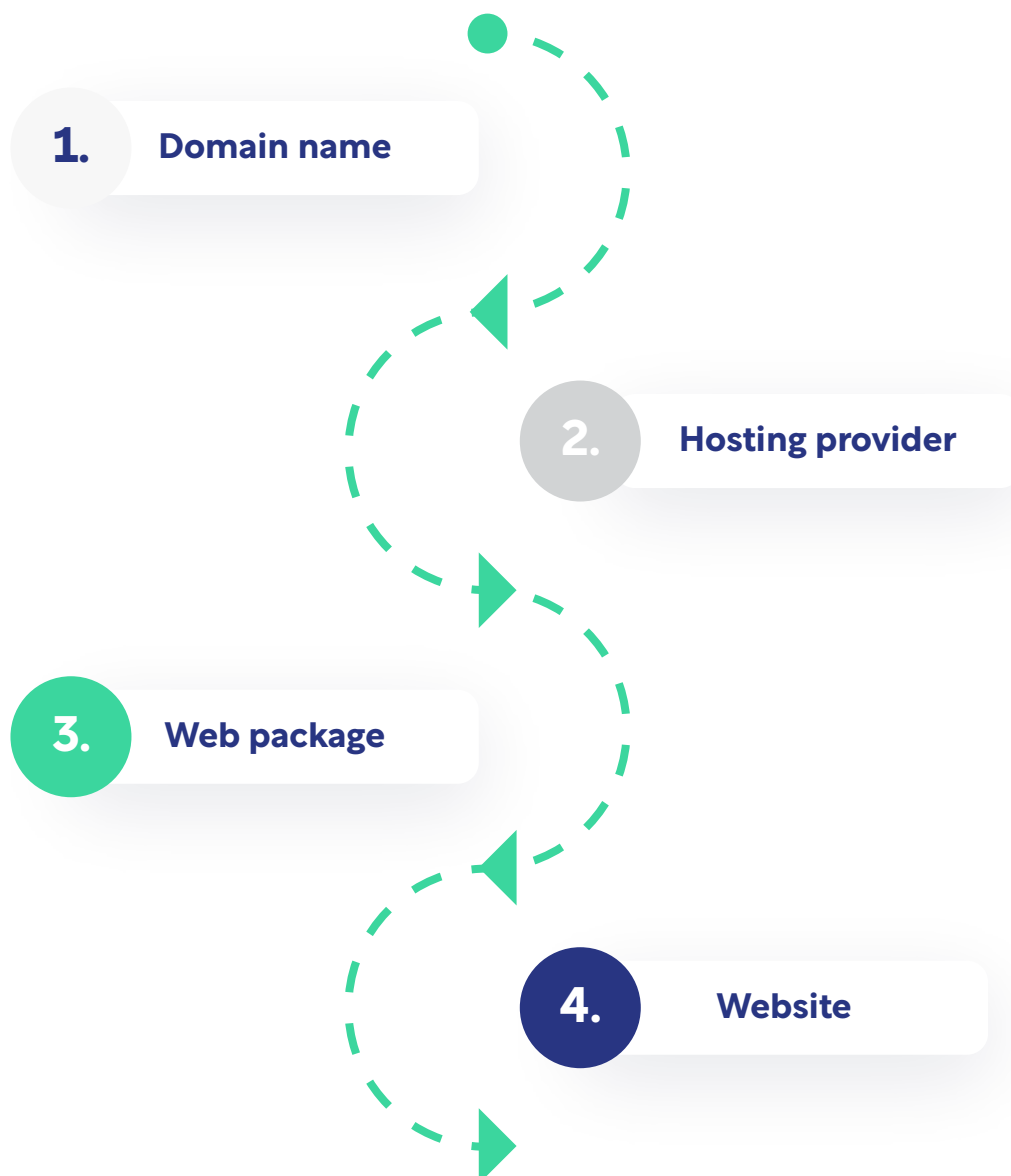 1. Domain name
2. Hosting provider
3. Web package
4. Website